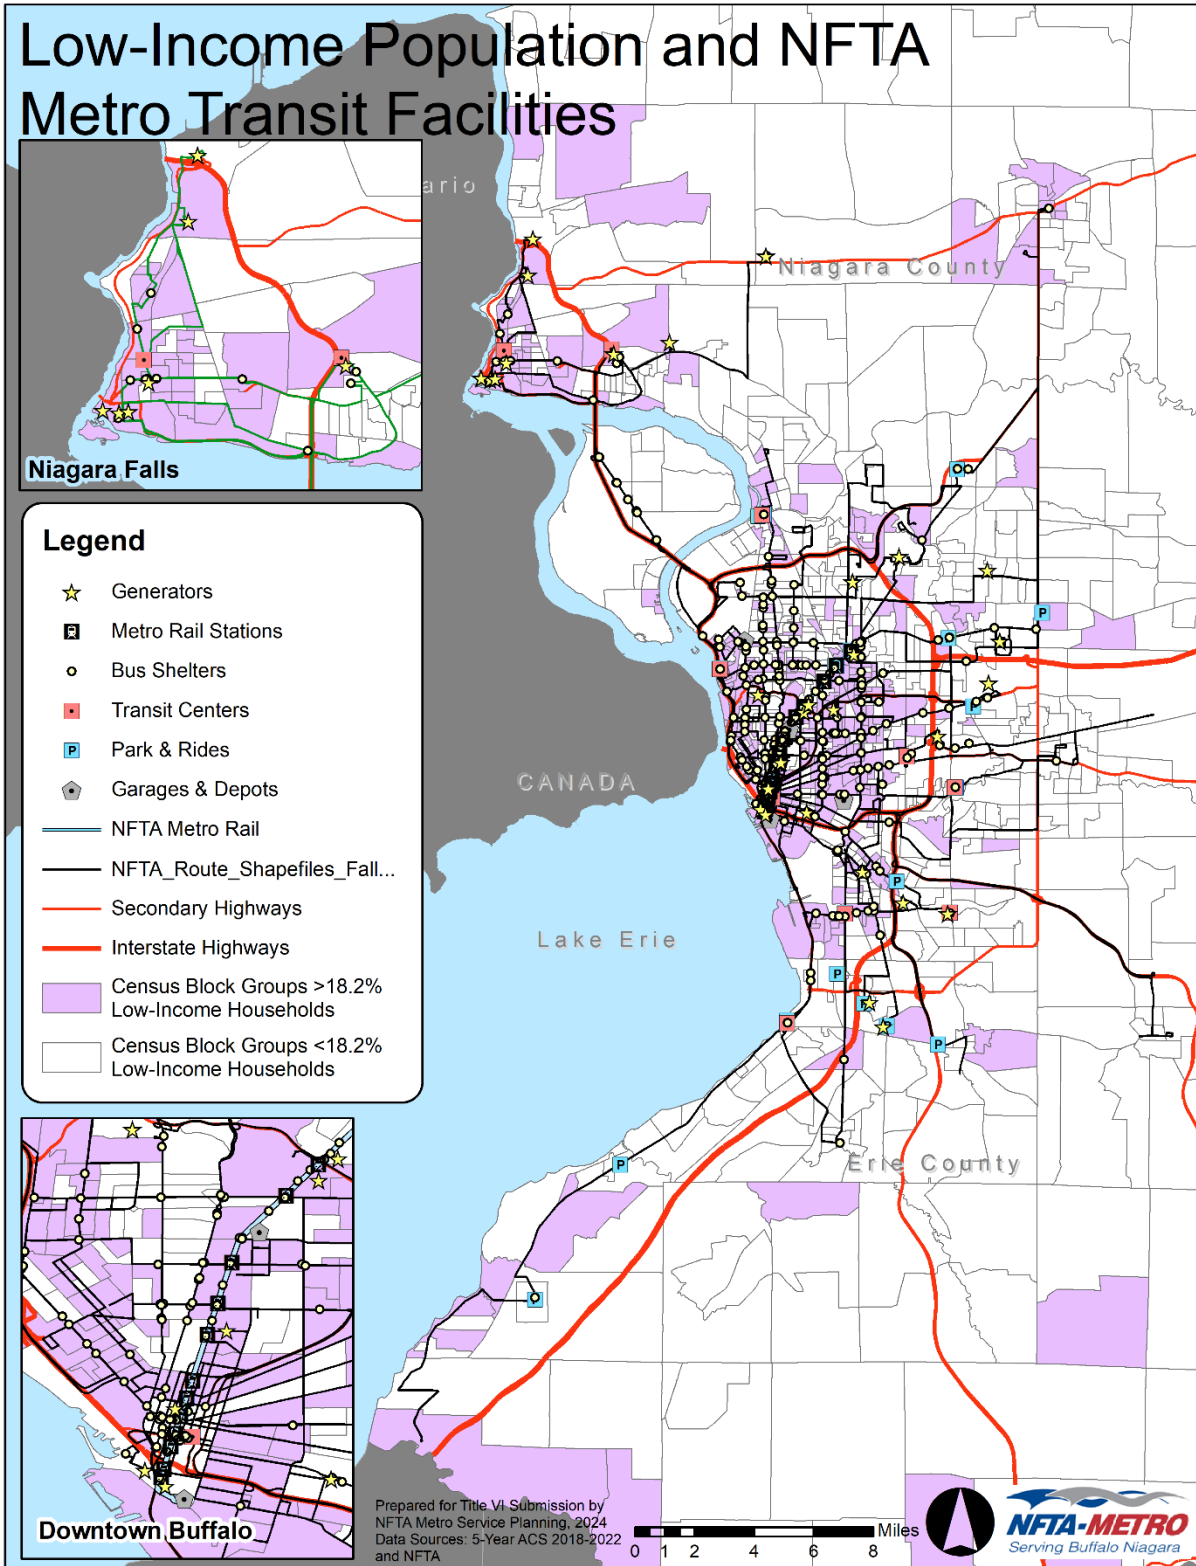 Low-Income Population and NFTA
Metro Transit Facilities
ario
Niagara County
Niagara Falls
Legend
Generators
Metro Rail Stations
Bus Shelters
Transit Centers
P Park & Rides
Garages & Depots
NFTA Metro Rail
NFTA_Route_Shapefiles_Fall...
Secondary Highways
Interstate Highways
Census Block Groups >18.2%
Low-Income Households
Census Block Groups <18.2%
Low-Income Households
P
P
P
P
P
P
P
P
P
P
CANADA
Lake Erie
Erie County
Downtown Buffalo
Prepared for Title VI Submission by
NFTA Metro Service Planning, 2024
Data Sources: 5-Year ACS 2018-2022
and NFTA
Miles
0 1 2 4 6 8
NFTA-METRO
Serving Buffalo Niagara